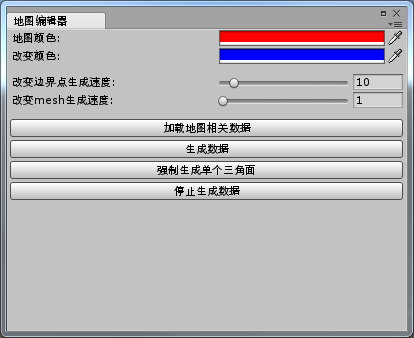 地图编辑器
地图颜色:
改变颜色:
改变边界点生成速度: 10
改变mesh生成速度: 1
加载地图相关数据
生成数据
强制生成单个三角面
停止生成数据